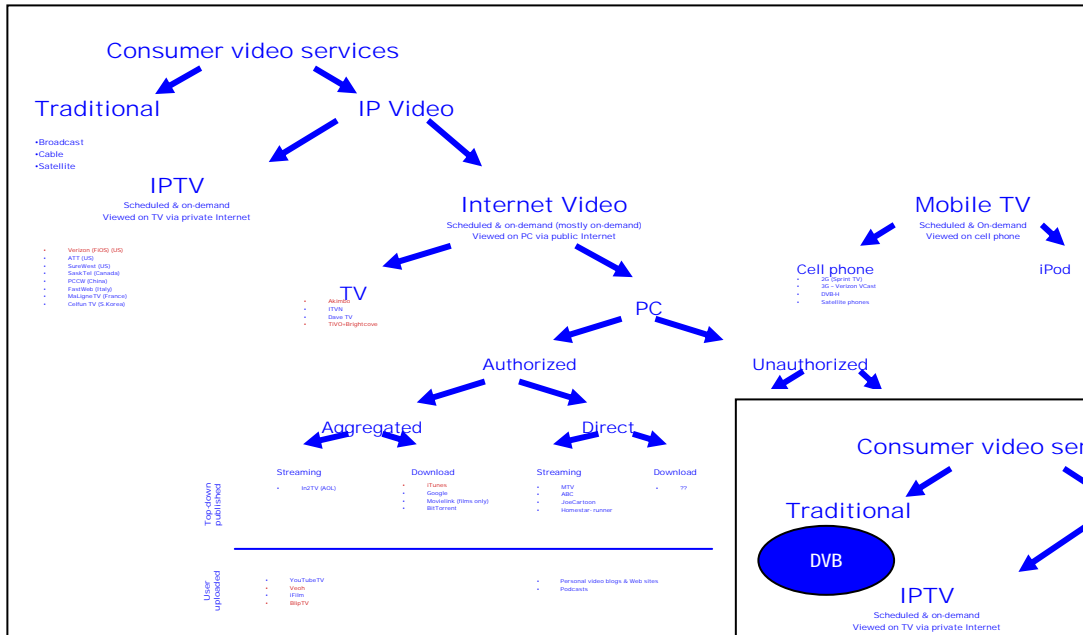 Consumer video services
Traditional
IP Video
•Broadcast
•Cable
•Satellite
IPTV
Scheduled & on-demand
Viewed on TV via private Internet
• Verizon (FIOS) (US)
• ATT (US)
• SureWest (US)
• SaskTel (Canada)
• PCCW (China)
• FastWeb (Italy)
• MaLigneTV (France)
• Celfun TV (S.Korea)
Internet Video
Scheduled & on-demand (mostly on-demand)
Viewed on PC via public Internet
Mobile TV
Scheduled & On-demand
Viewed on cell phone
Cell phone
• 2G (Sprint TV)
• 3G – Verizon VCast
• DVB-H
• Satellite phones
iPod
TV
• Akimbo
• ITVN
• Dave TV
• TiVO+Brightcove
PC
Authorized
Unauthorized
Aggregated
Direct
Top-down
published
Streaming
• In2TV (AOL)
Download
• iTunes
• Google
• Movielink (films only)
• BitTorrent
Streaming
• MTV
• ABC
• JoeCartoon
• Homestar-runner
Download
• ??
User
uploaded
• YouTubeTV
• Veoh
• iFilm
• BlipTV
• Personal video blogs & Web sites
• Podcasts
Consumer video ser
Traditional
DVB
IPTV
Scheduled & on-demand
Viewed on TV via private Internet